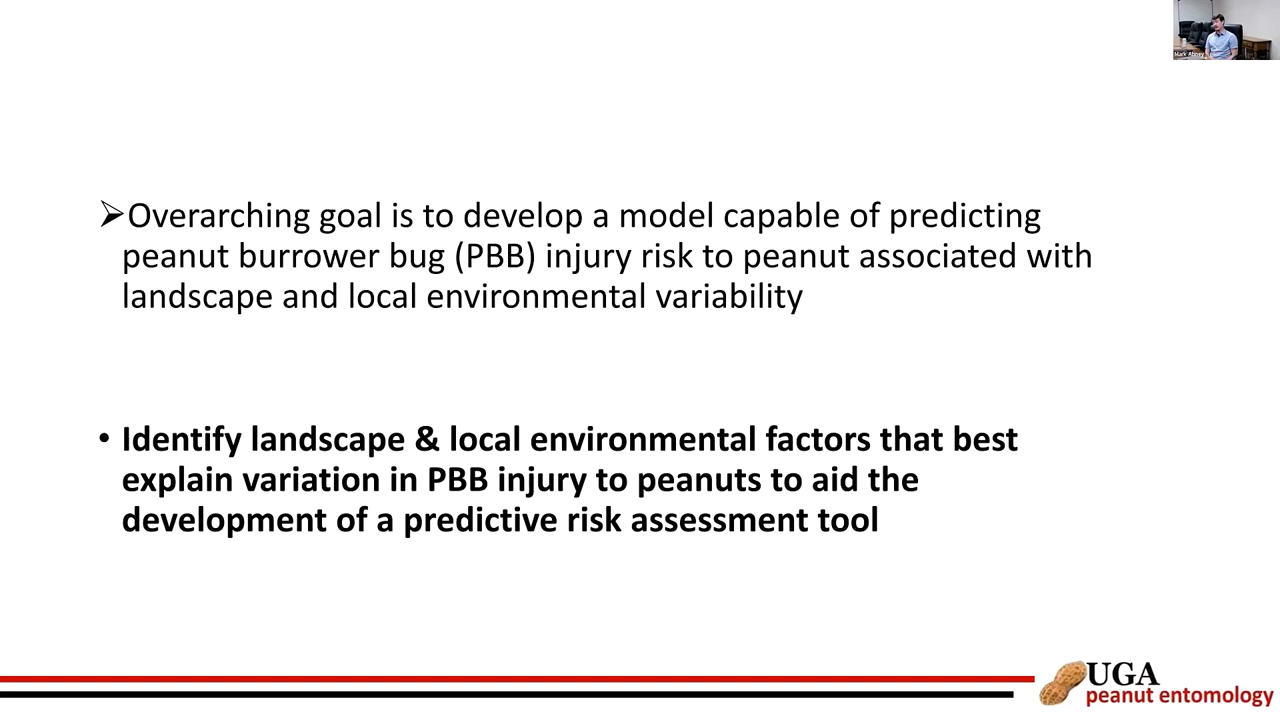 Mark Abney
➢Overarching goal is to develop a model capable of predicting
peanut burrower bug (PBB) injury risk to peanut associated with
landscape and local environmental variability
• Identify landscape & local environmental factors that best
explain variation in PBB injury to peanuts to aid the
development of a predictive risk assessment tool
UGA
peanut entomology